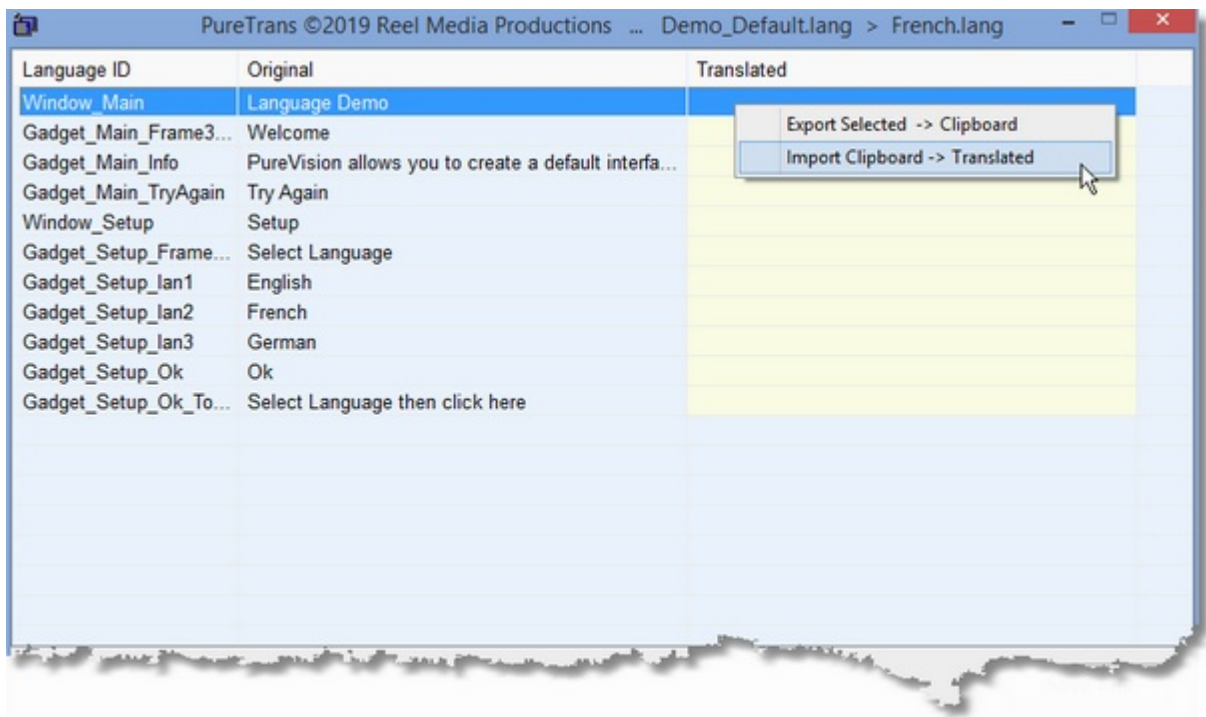 PureTrans ©2019 Reel Media Productions ... Demo_Default.lang > French.lang
Language ID Original Translated
Window_Main Language Demo
Export Selected -> Clipboard
Gadget_Main_Frame3... Welcome
Import Clipboard -> Translated
Gadget_Main_Info PureVision allows you to create a default interfa...
Gadget_Main_TryAgain Try Again
Window_Setup Setup
Gadget_Setup_Frame... Select Language
Gadget_Setup_lan1 English
Gadget_Setup_lan2 French
Gadget_Setup_lan3 German
Gadget_Setup_Ok Ok
Gadget_Setup_Ok_To... Select Language then click here